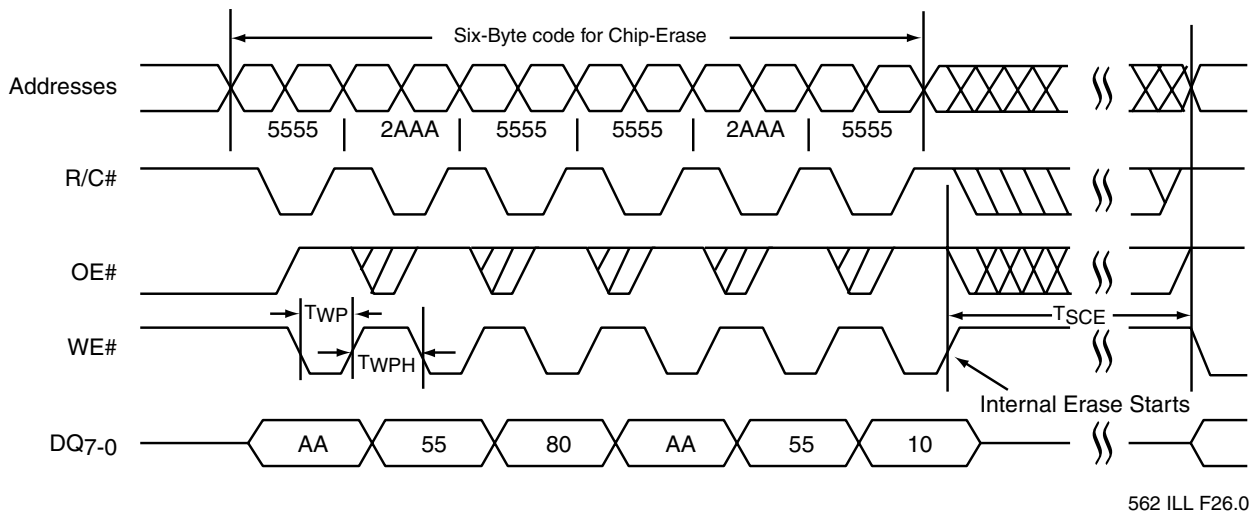 Six-Byte code for Chip-Erase
Addresses
5555 2AAA 5555 5555 2AAA 5555
R/C#
OE#
TWP
TSCE
WE#
TWPH
Internal Erase Starts
DQ7-0
AA 55 80 AA 55 10
562 ILL F26.0